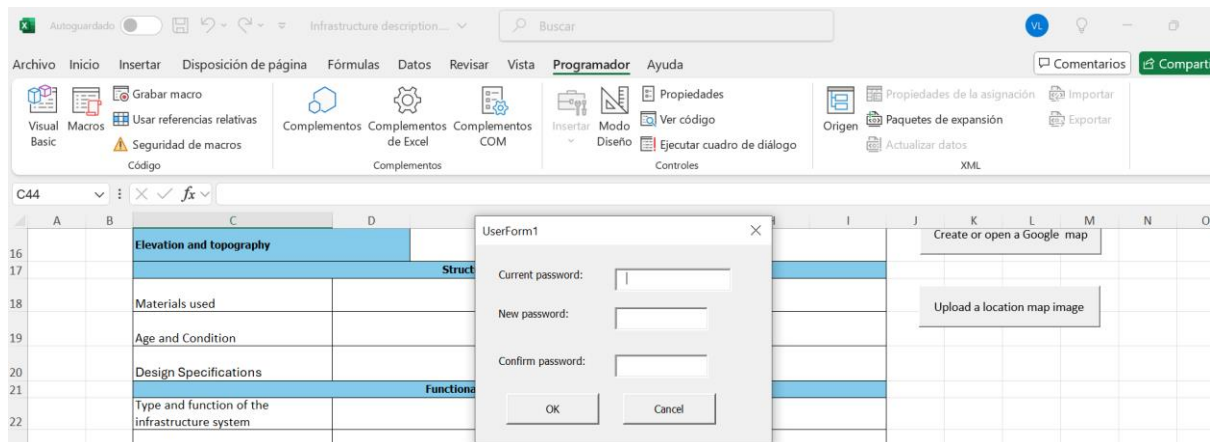 Autoguardado
Infrastructure description....
Buscar
VL
Archivo Inicio Insertar Disposición de página Fórmulas Datos Revisar Vista Programador Ayuda
Comentarios
Comparti
Visual Basic
Macros
Grabar macro
Usar referencias relativas
Seguridad de macros
Código
Complementos
Complementos de Excel
Complementos COM
Complementos
Insertar
Modo Diseño
Propiedades
Ver código
Ejecutar cuadro de diálogo
Controles
Origen
Propiedades de la asignación
Paquetes de expansión
Actualizar datos
Importar
Exportar
XML
C44
fx
A B C D H I J K L M N O
16 Elevation and topography
17 Struct
18 Materials used
19 Age and Condition
20 Design Specifications
21 Functiona
22 Type and function of the
infrastructure system
UserForm1
Current password:
New password:
Confirm password:
OK Cancel
Create or open a Google map
Upload a location map image